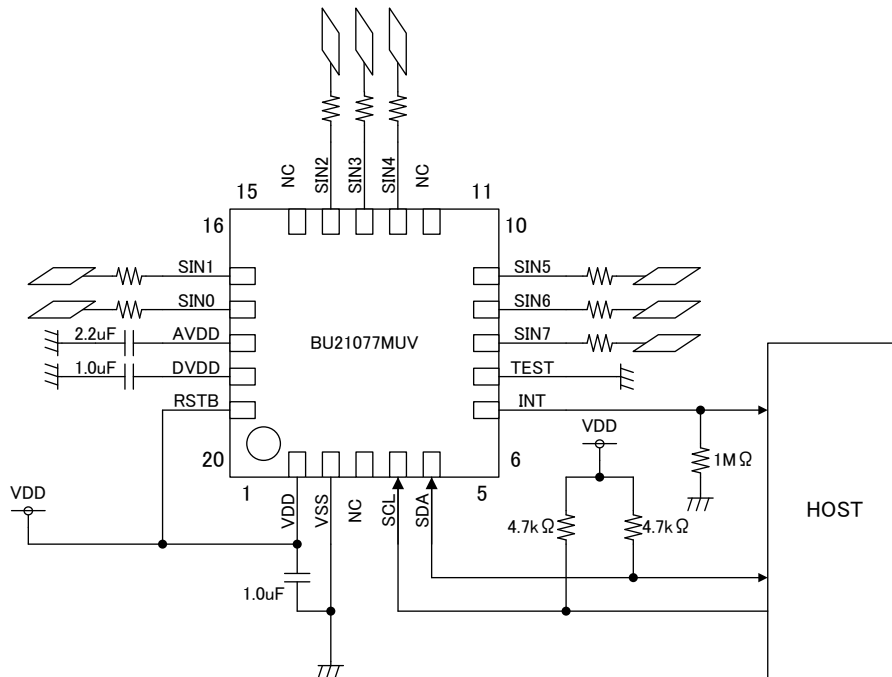 NC
SIN2
SIN3
SIN4
NC
15
11
16
10
SIN1
SIN5
SIN0
SIN6
2.2uF
AVDD
BU21077MUV
SIN7
1.0uF
DVDD
TEST
RSTB
INT
VDD
20
6
1
5
1MΩ
VDD
VDD
VSS
NC
SCL
SDA
4.7kΩ
4.7kΩ
HOST
1.0uF